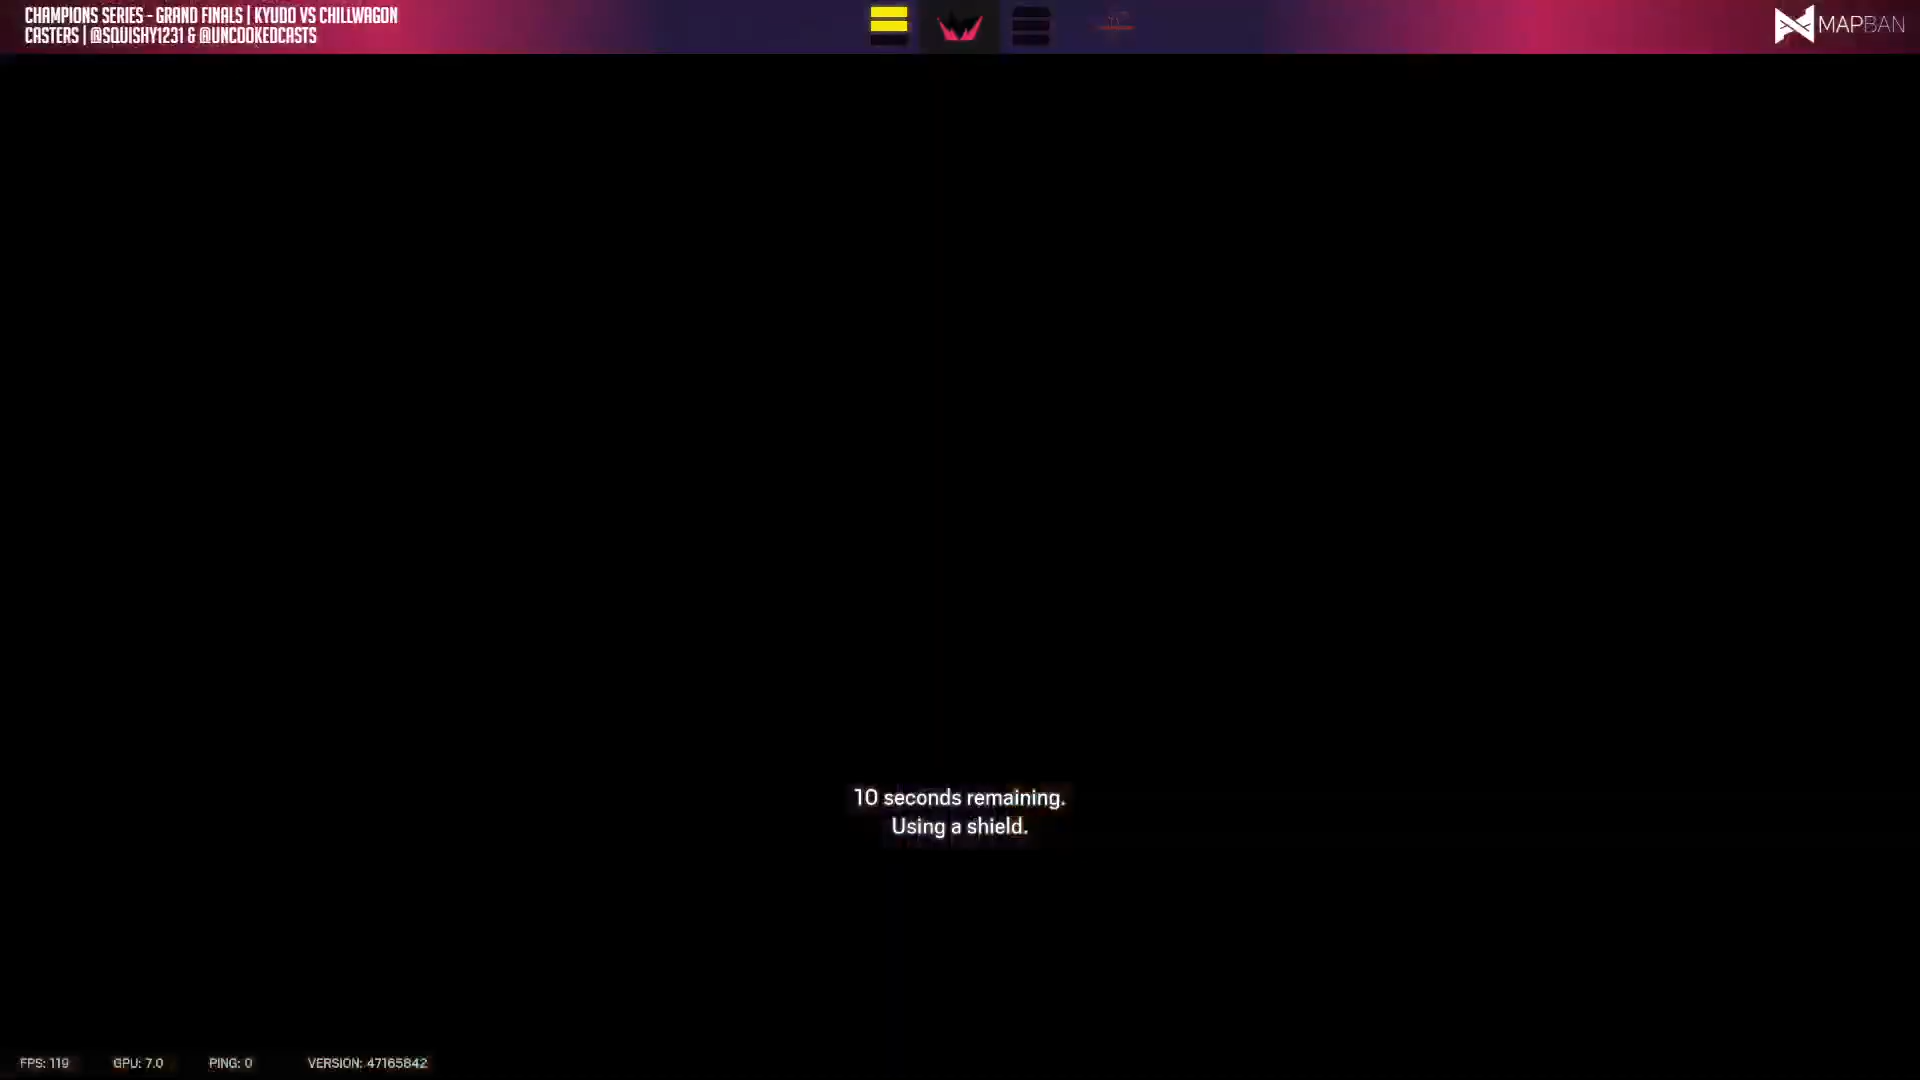 CHAMPIONS SERIES - GRAND FINALS | KYUDO VS CHILLWAGON
CASTERS | @SQUISHY1231 & @UNCOOKEDCASTS
MAPBAN
10 seconds remaining.
Using a shield.
FPS: 119 GPU: 7.0 PING: 0 VERSION: 47165842